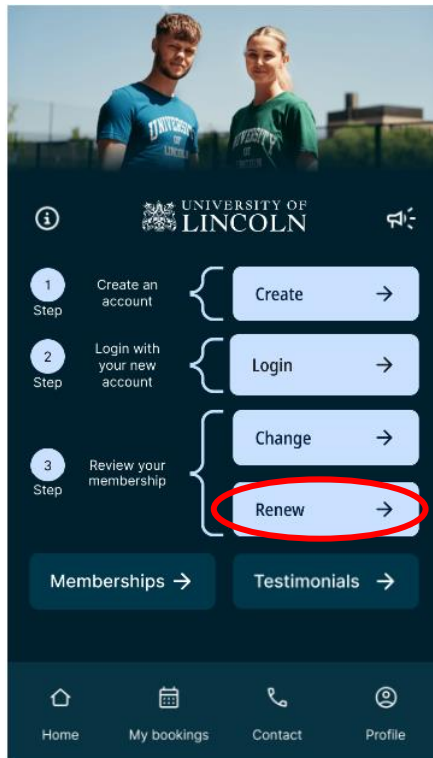 UNIVERSITY OF
LINCOLN
UNIVERSITY
UNIVERSITY OF
LINCOLN
1
Step
Create an
account
Create
2
Step
Login with
your new
account
Login
3
Step
Review your
membership
Change
Renew
Memberships
Testimonials
Home
My bookings
Contact
Profile